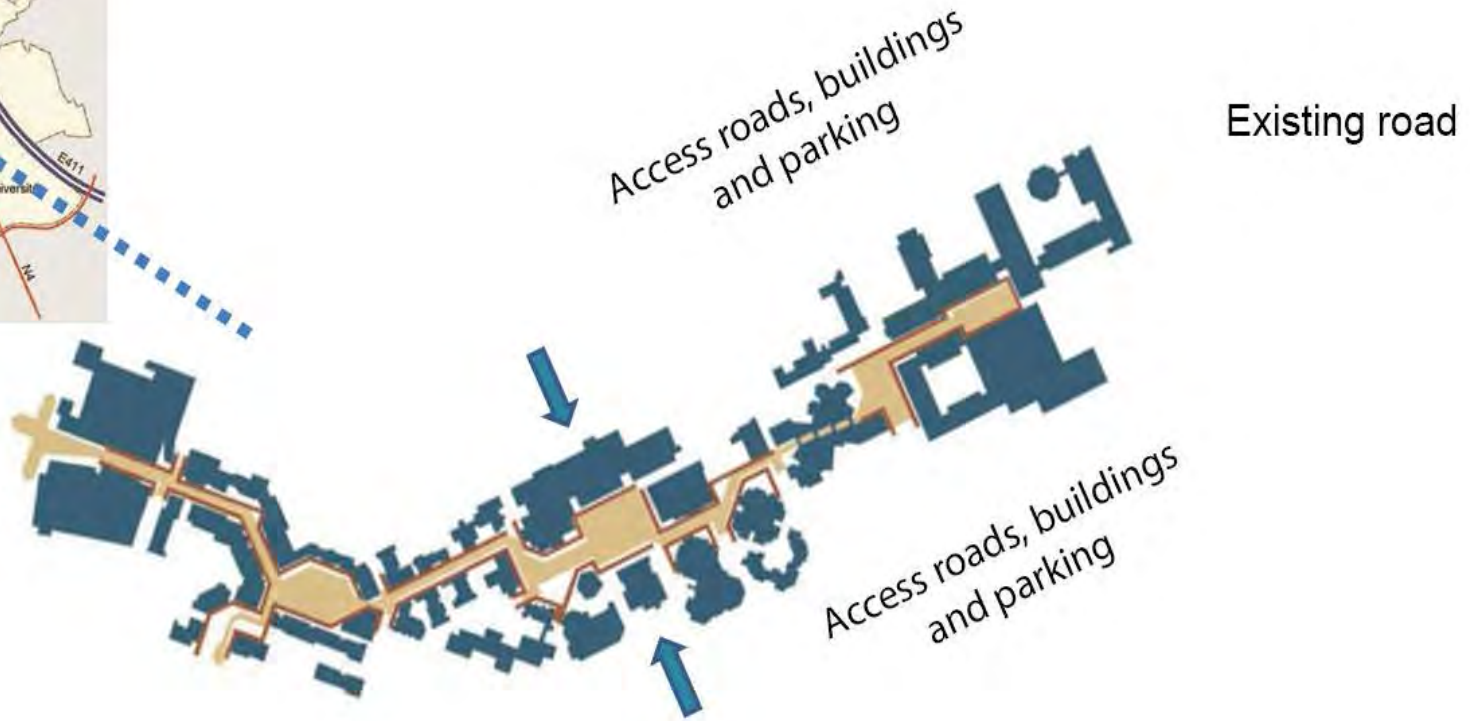 E411
N4
Access roads, buildings
and parking
Existing road
Access roads, buildings
and parking